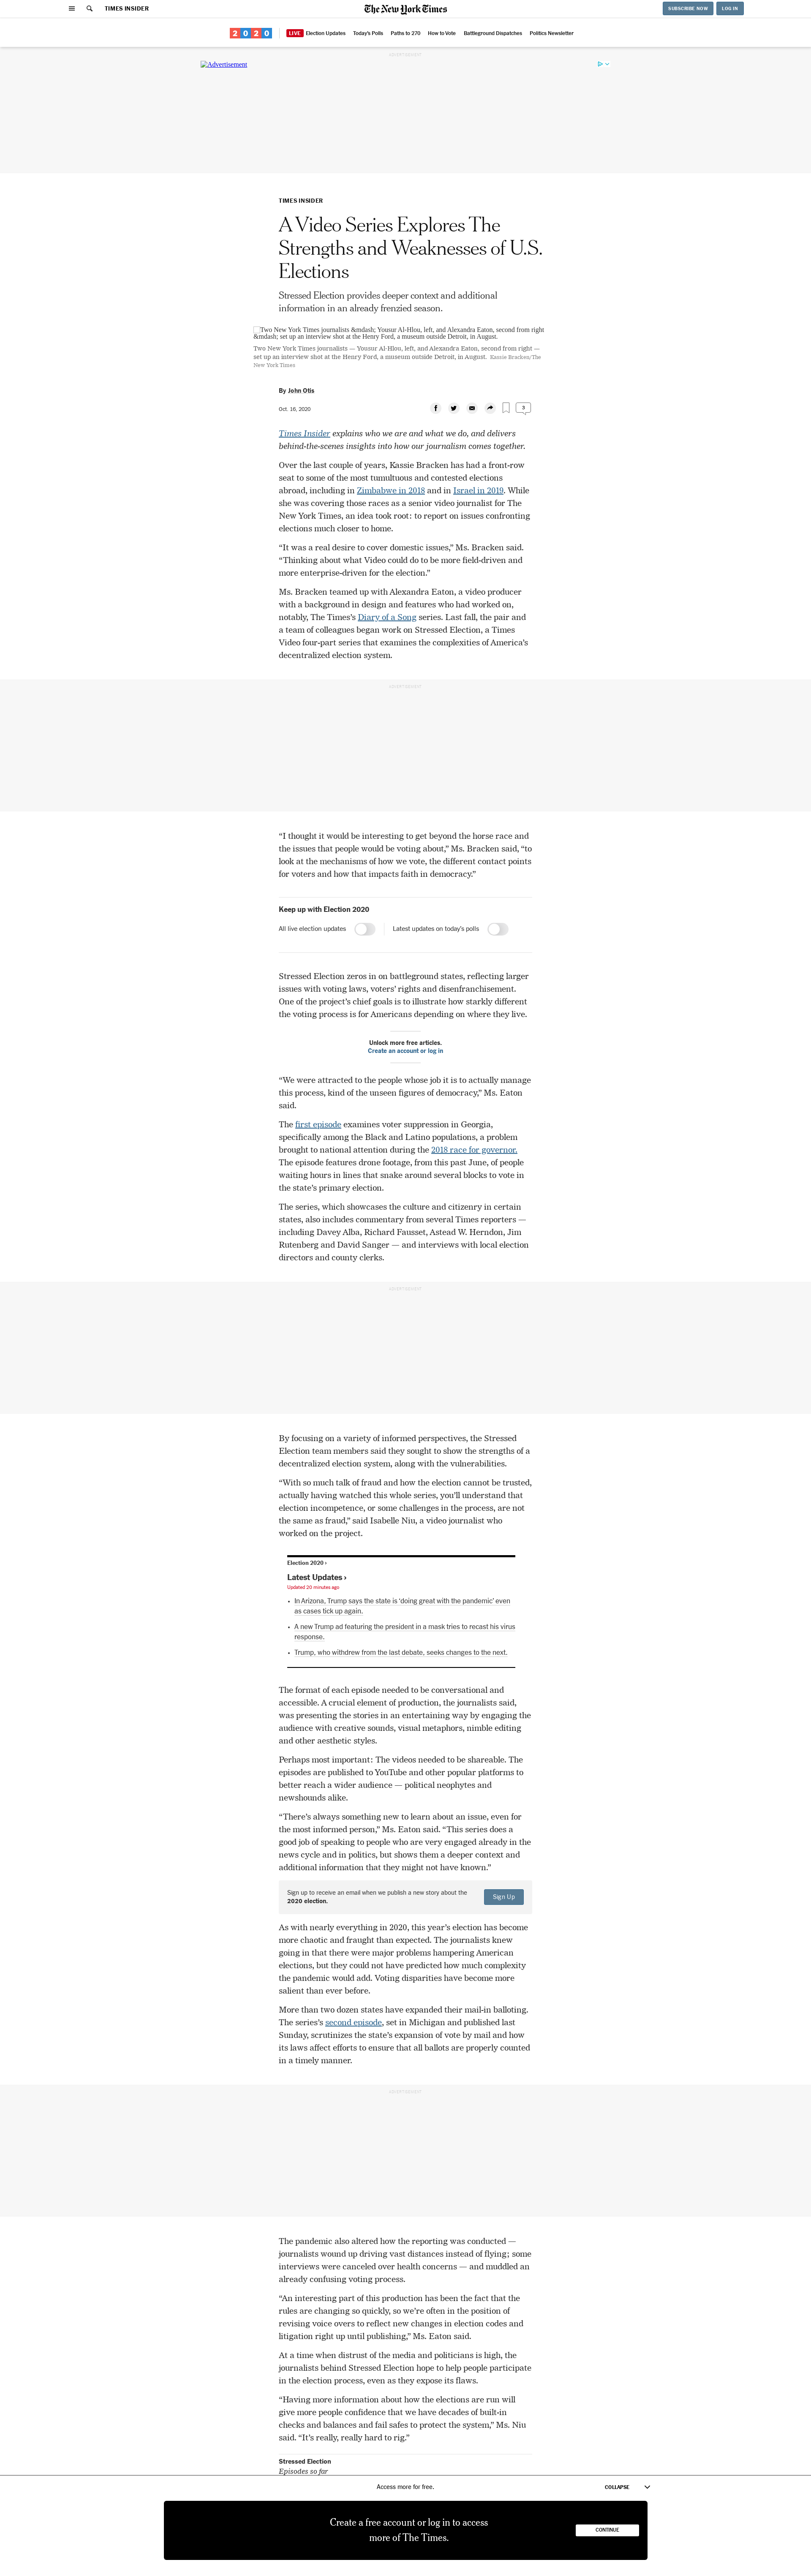 TIMES INSIDER
The New York Times
SUBSCRIBE NOW
LOG IN
2020
LIVE Election Updates
Today's Polls
Paths to 270
How to Vote
Battleground Dispatches
Politics Newsletter
ADVERTISEMENT
Advertisement
TIMES INSIDER
A Video Series Explores The
Strengths and Weaknesses of U.S.
Elections
Stressed Election provides deeper context and additional
information in an already frenzied season.
Two New York Times journalists &mdash; Yousur Al-Hlou, left, and Alexandra Eaton, second from right
&mdash; set up an interview shot at the Henry Ford, a museum outside Detroit, in August.
Two New York Times journalists — Yousur Al-Hlou, left, and Alexandra Eaton, second from right —
set up an interview shot at the Henry Ford, a museum outside Detroit, in August. Kassie Bracken/The
New York Times
By John Otis
Oct. 16, 2020
3
Times Insider explains who we are and what we do, and delivers
behind-the-scenes insights into how our journalism comes together.
Over the last couple of years, Kassie Bracken has had a front-row
seat to some of the most tumultuous and contested elections
abroad, including in Zimbabwe in 2018 and in Israel in 2019. While
she was covering those races as a senior video journalist for The
New York Times, an idea took root: to report on issues confronting
elections much closer to home.
“It was a real desire to cover domestic issues,” Ms. Bracken said.
“Thinking about what Video could do to be more field-driven and
more enterprise-driven for the election.”
Ms. Bracken teamed up with Alexandra Eaton, a video producer
with a background in design and features who had worked on,
notably, The Times’s Diary of a Song series. Last fall, the pair and
a team of colleagues began work on Stressed Election, a Times
Video four-part series that examines the complexities of America’s
decentralized election system.
ADVERTISEMENT
“I thought it would be interesting to get beyond the horse race and
the issues that people would be voting about,” Ms. Bracken said, “to
look at the mechanisms of how we vote, the different contact points
for voters and how that impacts faith in democracy.”
Keep up with Election 2020
All live election updates
Latest updates on today’s polls
Stressed Election zeros in on battleground states, reflecting larger
issues with voting laws, voters’ rights and disenfranchisement.
One of the project’s chief goals is to illustrate how starkly different
the voting process is for Americans depending on where they live.
Unlock more free articles.
Create an account or log in
“We were attracted to the people whose job it is to actually manage
this process, kind of the unseen figures of democracy,” Ms. Eaton
said.
The first episode examines voter suppression in Georgia,
specifically among the Black and Latino populations, a problem
brought to national attention during the 2018 race for governor.
The episode features drone footage, from this past June, of people
waiting hours in lines that snake around several blocks to vote in
the state’s primary election.
The series, which showcases the culture and citizenry in certain
states, also includes commentary from several Times reporters —
including Davey Alba, Richard Fausset, Astead W. Herndon, Jim
Rutenberg and David Sanger — and interviews with local election
directors and county clerks.
ADVERTISEMENT
By focusing on a variety of informed perspectives, the Stressed
Election team members said they sought to show the strengths of a
decentralized election system, along with the vulnerabilities.
“With so much talk of fraud and how the election cannot be trusted,
actually having watched this whole series, you’ll understand that
election incompetence, or some challenges in the process, are not
the same as fraud,” said Isabelle Niu, a video journalist who
worked on the project.
Election 2020 ›
Latest Updates ›
Updated 20 minutes ago
• In Arizona, Trump says the state is ‘doing great with the pandemic’ even
as cases tick up again.
• A new Trump ad featuring the president in a mask tries to recast his virus
response.
• Trump, who withdrew from the last debate, seeks changes to the next.
The format of each episode needed to be conversational and
accessible. A crucial element of production, the journalists said,
was presenting the stories in an entertaining way by engaging the
audience with creative sounds, visual metaphors, nimble editing
and other aesthetic styles.
Perhaps most important: The videos needed to be shareable. The
episodes are published to YouTube and other popular platforms to
better reach a wider audience — political neophytes and
newshounds alike.
“There’s always something new to learn about an issue, even for
the most informed person,” Ms. Eaton said. “This series does a
good job of speaking to people who are very engaged already in the
news cycle and in politics, but shows them a deeper context and
additional information that they might not have known.”
Sign up to receive an email when we publish a new story about the
2020 election.
Sign Up
As with nearly everything in 2020, this year’s election has become
more chaotic and fraught than expected. The journalists knew
going in that there were major problems hampering American
elections, but they could not have predicted how much complexity
the pandemic would add. Voting disparities have become more
salient than ever before.
More than two dozen states have expanded their mail-in balloting.
The series’s second episode, set in Michigan and published last
Sunday, scrutinizes the state’s expansion of vote by mail and how
its laws affect efforts to ensure that all ballots are properly counted
in a timely manner.
ADVERTISEMENT
The pandemic also altered how the reporting was conducted —
journalists wound up driving vast distances instead of flying; some
interviews were canceled over health concerns — and muddled an
already confusing voting process.
“An interesting part of this production has been the fact that the
rules are changing so quickly, so we’re often in the position of
revising voice overs to reflect new changes in election codes and
litigation right up until publishing,” Ms. Eaton said.
At a time when distrust of the media and politicians is high, the
journalists behind Stressed Election hope to help people participate
in the election process, even as they expose its flaws.
“Having more information about how the elections are run will
give more people confidence that we have decades of built-in
checks and balances and fail safes to protect the system,” Ms. Niu
said. “It’s really, really hard to rig.”
Stressed Election
Episodes so far
Access more for free.
COLLAPSE
Create a free account or log in to access
more of The Times.
CONTINUE